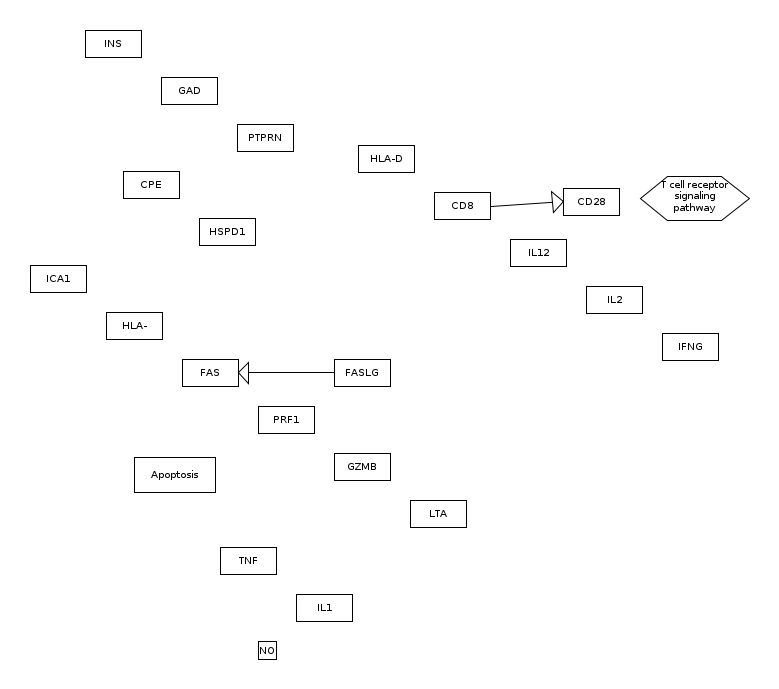 INS
GAD
PTPRN
HLA-D
CPE
T cell receptor
signaling
pathway
CD8
CD28
HSPD1
IL12
ICA1
IL2
HLA-
IFNG
FAS
FASLG
PRF1
GZMB
Apoptosis
LTA
TNF
IL1
NO